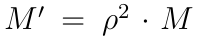 M′ = ρ² · M